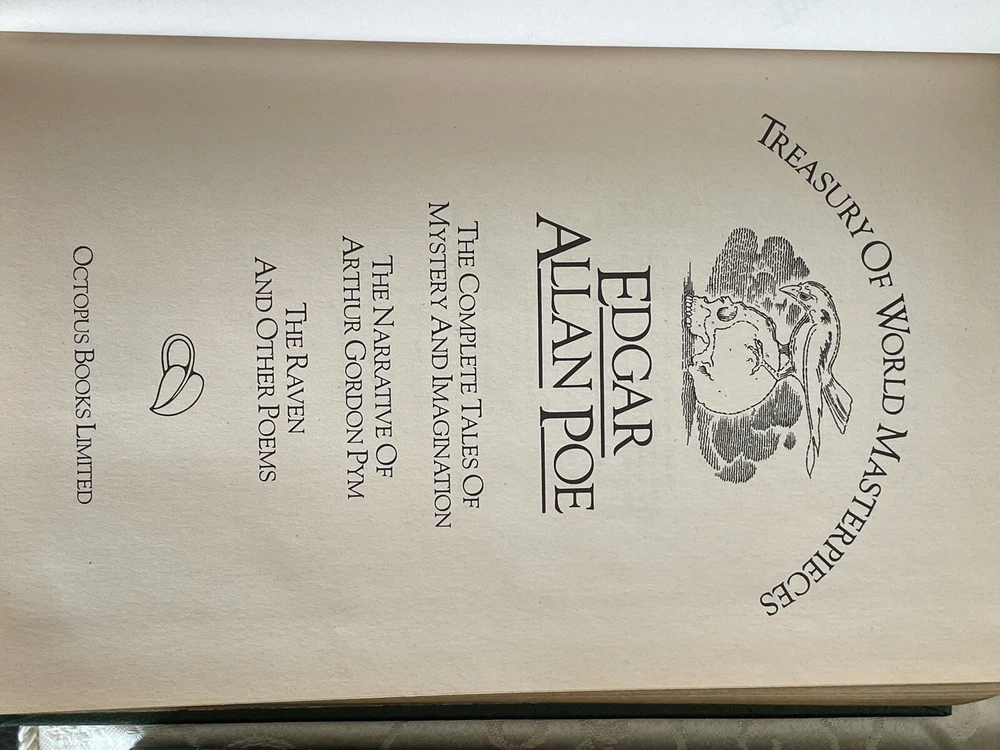 TREASURY OF WORLD MASTERPIECES
EDGAR
ALLAN POE
THE COMPLETE TALES OF
MYSTERY AND IMAGINATION
THE NARRATIVE OF
ARTHUR GORDON PYM
THE RAVEN
AND OTHER POEMS
OCTOPUS BOOKS LIMITED